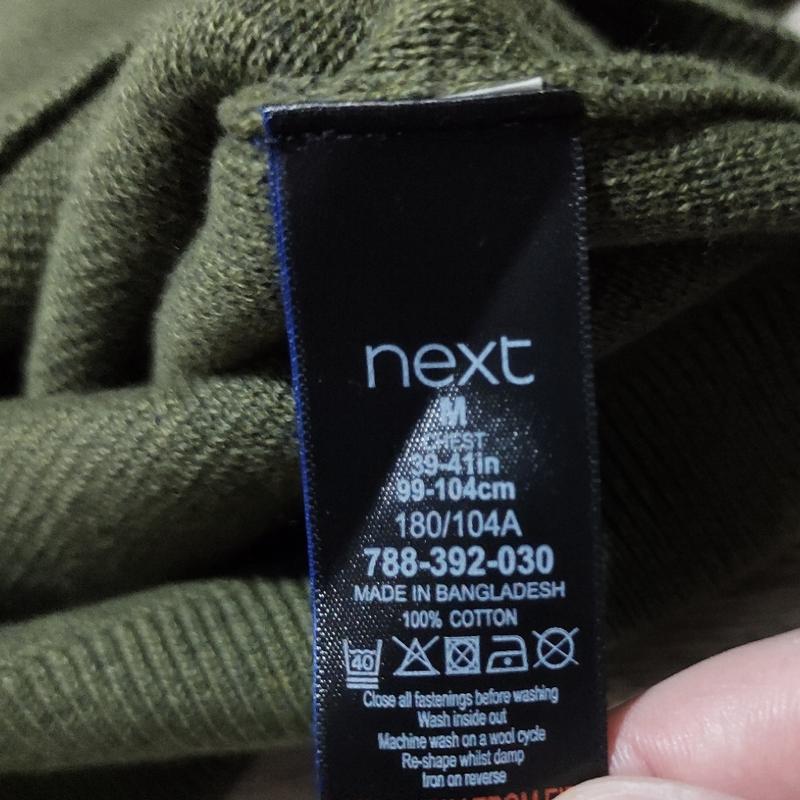 next
M
CHEST
39-41in
99-104cm
180/104A
788-392-030
MADE IN BANGLADESH
100% COTTON
40
Close all fastenings before washing
Wash inside out
Machine wash on a wool cycle
Re-shape whilst damp
Iron on reverse